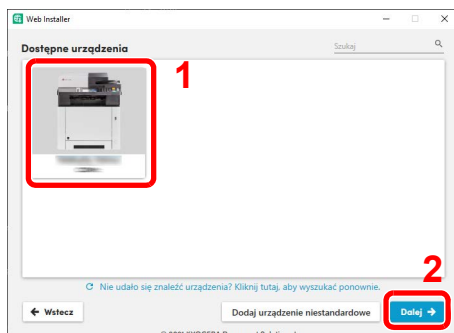 Web Installer
Dostępne urządzenia
Szukaj
1
2
Nie udało się znaleźć urządzenia? Kliknij tutaj, aby wyszukać ponownie.
Wstecz
Dodaj urządzenie niestandardowe
Dalej